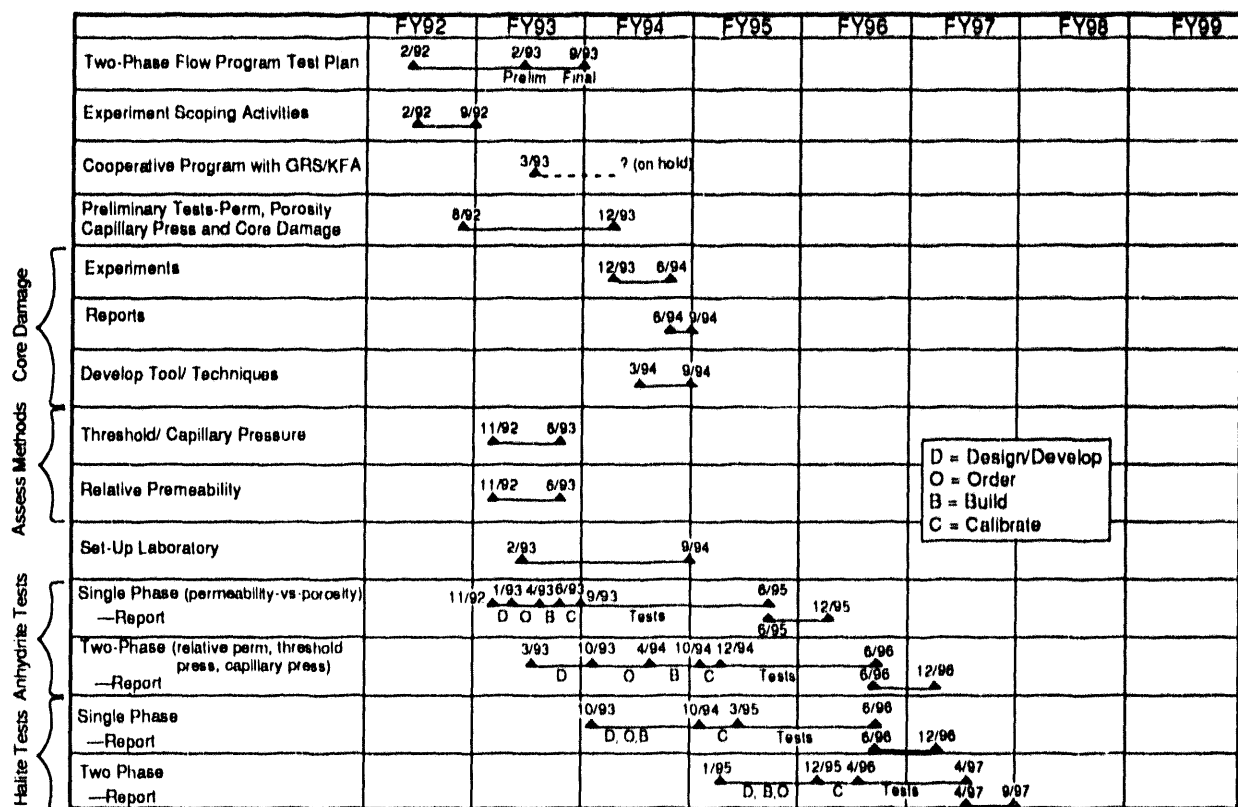 FY92 FY93 FY94 FY95 FY96 FY97 FY98 FY99
2/92 2/93 9/93
Two-Phase Flow Program Test Plan
Prelim Final
Experiment Scoping Activities
2/92 9/92
Cooperative Program with GRS/KFA
3/93 ? (on hold)
Preliminary Tests-Perm, Porosity
Capillary Press and Core Damage
8/92 12/93
Core Damage
Experiments
12/93 6/94
Reports
6/94 9/94
Develop Tool/ Techniques
3/94 9/94
Assess Methods
Threshold/ Capillary Pressure
11/92 6/93
Relative Premeability
11/92 6/93
D = Design/Develop
O = Order
B = Build
C = Calibrate
Set-Up Laboratory
2/93 9/94
Anhydrite Tests
Single Phase (permeability-vs-porosity)
11/92 1/93 4/93 6/93 9/93 6/95
—Report
D O B C Tests
6/95 12/95
Two-Phase (relative perm, threshold
press, capillary press)
3/93 10/93 4/94 10/94 12/94 6/96
D O B C Tests
—Report
6/96 12/96
Halite Tests
Single Phase
10/93 10/94 3/95 6/96
D, O,B C Tests
—Report
6/96 12/96
Two Phase
1/95 12/95 4/96 4/97
D, B,O C Tests
—Report
4/97 9/97